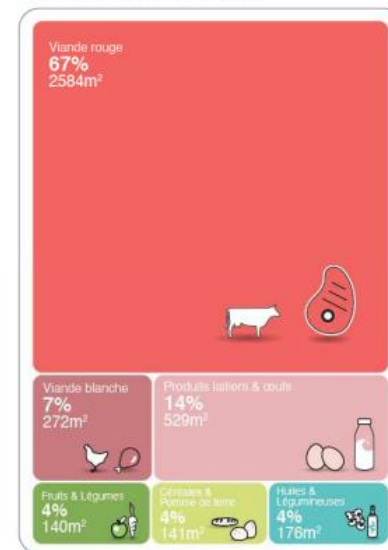 Viande rouge
67%
2584m²
Viande blanche
7%
272m²
Produits laitiers & œufs
14%
529m²
Fruits & Légumes
4%
140m²
Céréales &
Pomme de terre
4%
141m²
Huiles &
Légumineuses
4%
176m²